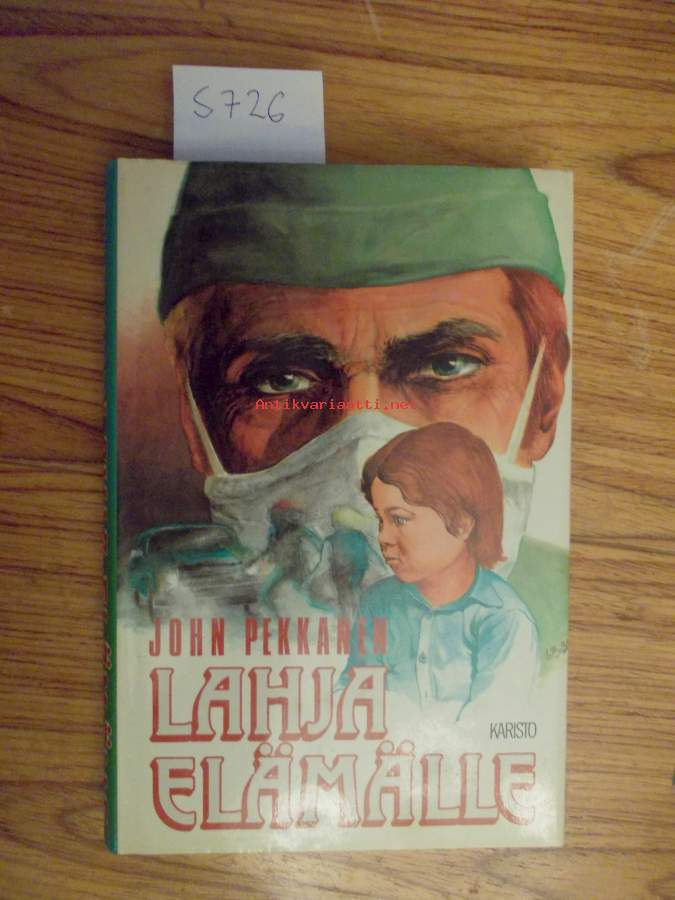 S726
Antikvariaatti.net
JOHN PEKKANEN
LAHJA
KARISTO
ELÄMÄLLE